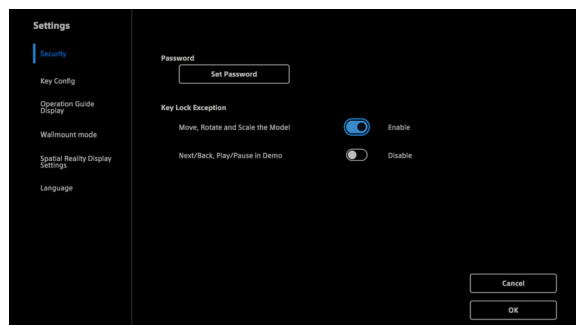 Settings
Security
Key Config
Operation Guide
Display
Wallmount mode
Spatial Reality Display
Settings
Language
Password
Set Password
Key Lock Exception
Move, Rotate and Scale the Model
Enable
Next/Back, Play/Pause in Demo
Disable
Cancel
OK